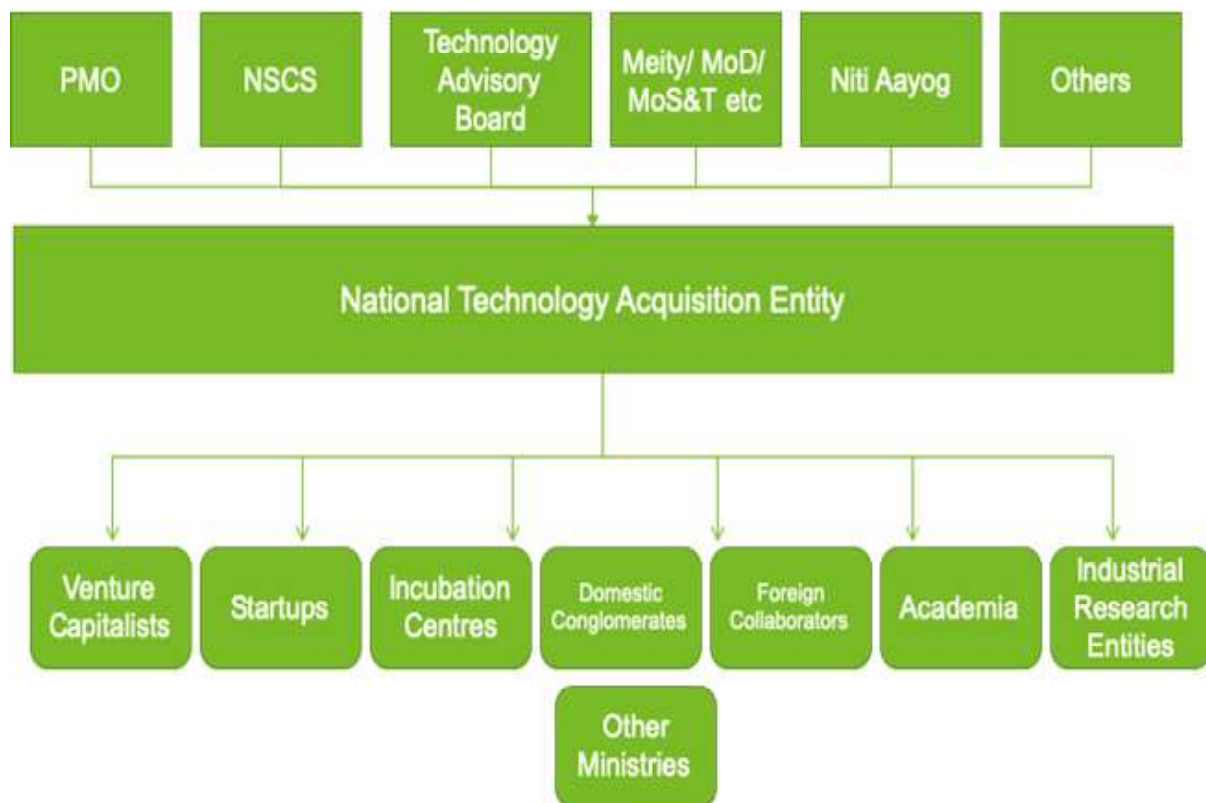 PMO
NSCS
Technology
Advisory
Board
Meity/ MoD/
MoS&T etc
Niti Aayog
Others
National Technology Acquisition Entity
Venture
Capitalists
Startups
Incubation
Centres
Domestic
Conglomerates
Foreign
Collaborators
Academia
Industrial
Research
Entities
Other
Ministries